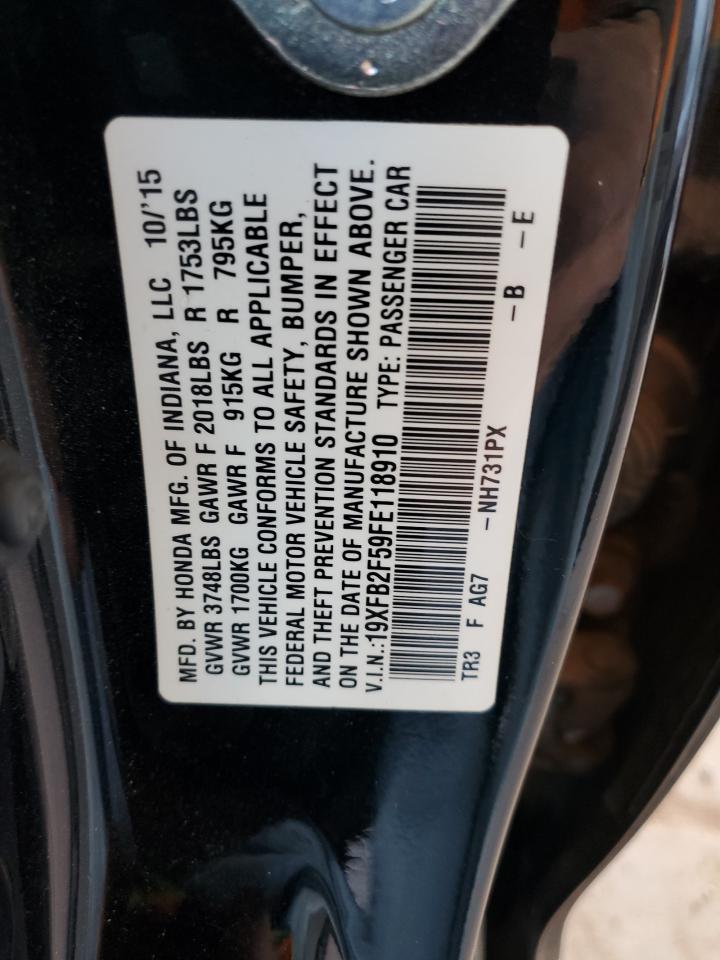 MFD. BY HONDA MFG. OF INDIANA, LLC 10/'15
GVWR 3748LBS GAWR F 2018LBS R 1753LBS
GVWR 1700KG GAWR F 915KG R 795KG
THIS VEHICLE CONFORMS TO ALL APPLICABLE
FEDERAL MOTOR VEHICLE SAFETY, BUMPER,
AND THEFT PREVENTION STANDARDS IN EFFECT
ON THE DATE OF MANUFACTURE SHOWN ABOVE.
V.I.N.:19XFB2F59FE118910 TYPE: PASSENGER CAR
TR3 F AG7 -NH731PX -B -E